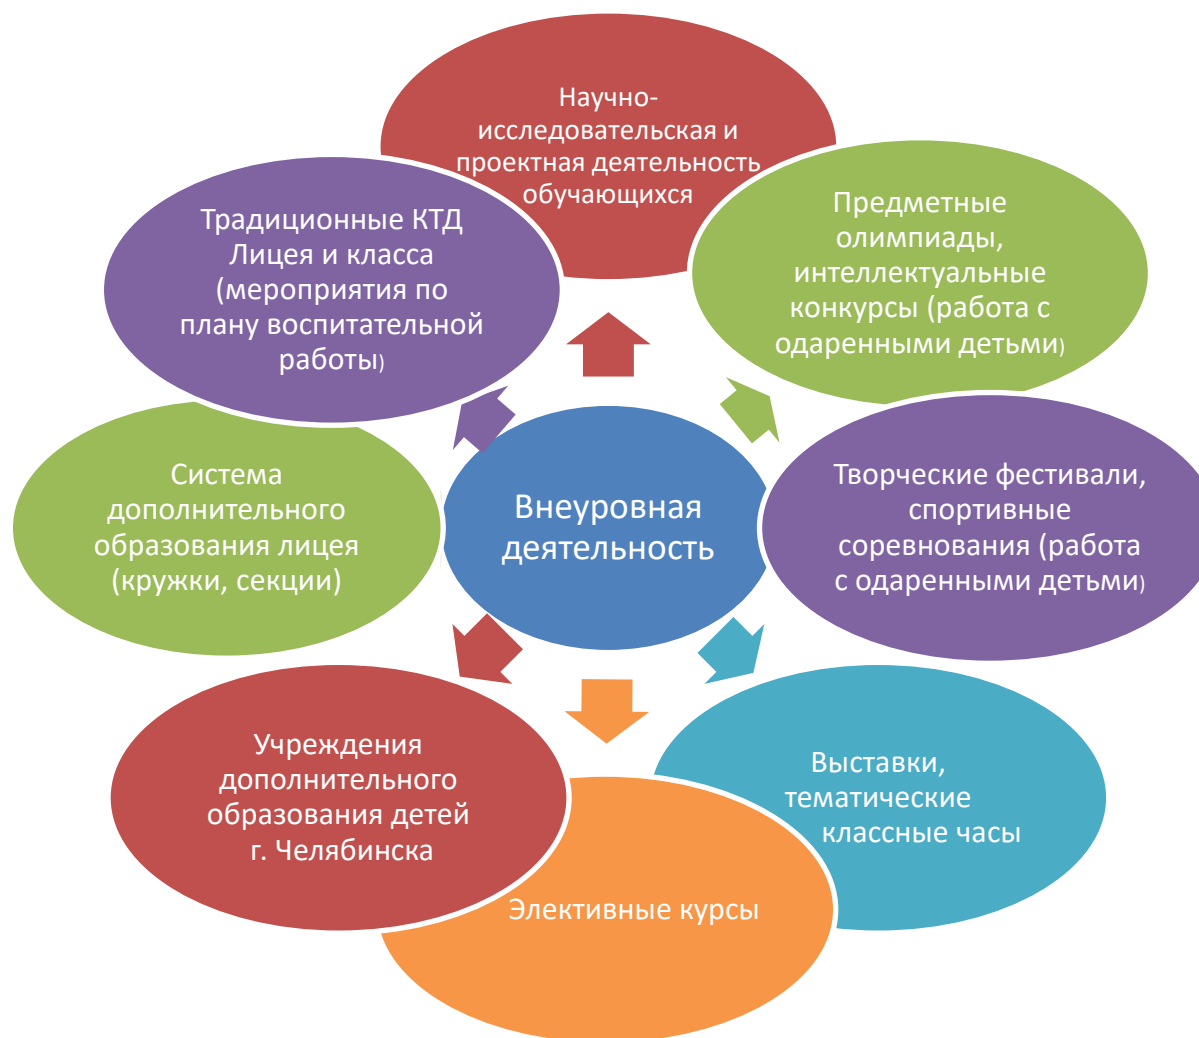 Научно-
исследовательская и
проектная деятельность
обучающихся
Предметные
олимпиады,
интеллектуальные
конкурсы (работа с
одаренными детьми)
Творческие фестивали,
спортивные
соревнования (работа
с одаренными детьми)
Выставки,
тематические
классные часы
Элективные курсы
Учреждения
дополнительного
образования детей
г. Челябинска
Система
дополнительного
образования лицея
(кружки, секции)
Традиционные КТД
Лицея и класса
(мероприятия по
плану воспитательной
работы)
Внеуровная
деятельность